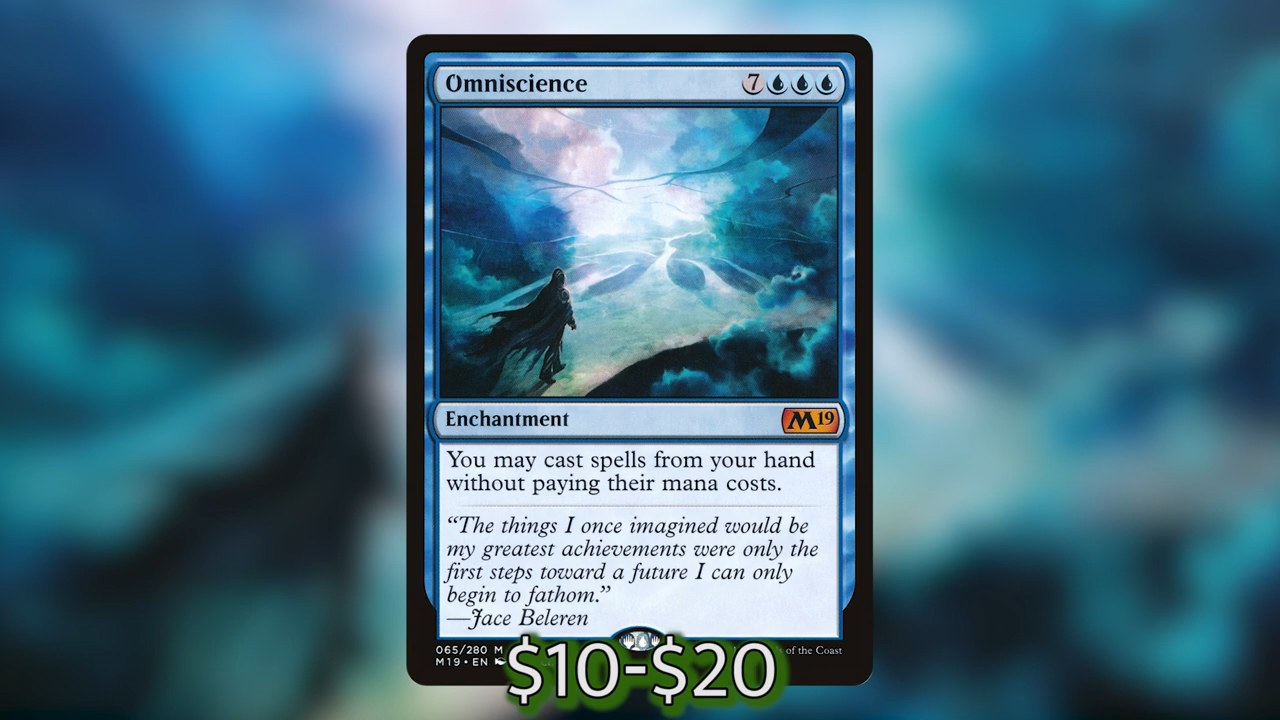 Omniscience 7
Enchantment M19
You may cast spells from your hand
without paying their mana costs.
“The things I once imagined would be
my greatest achievements were only the
first steps toward a future I can only
begin to fathom.”
—Jace Beleren
065/280 M
M19 • EN
of the Coast
$10-$20